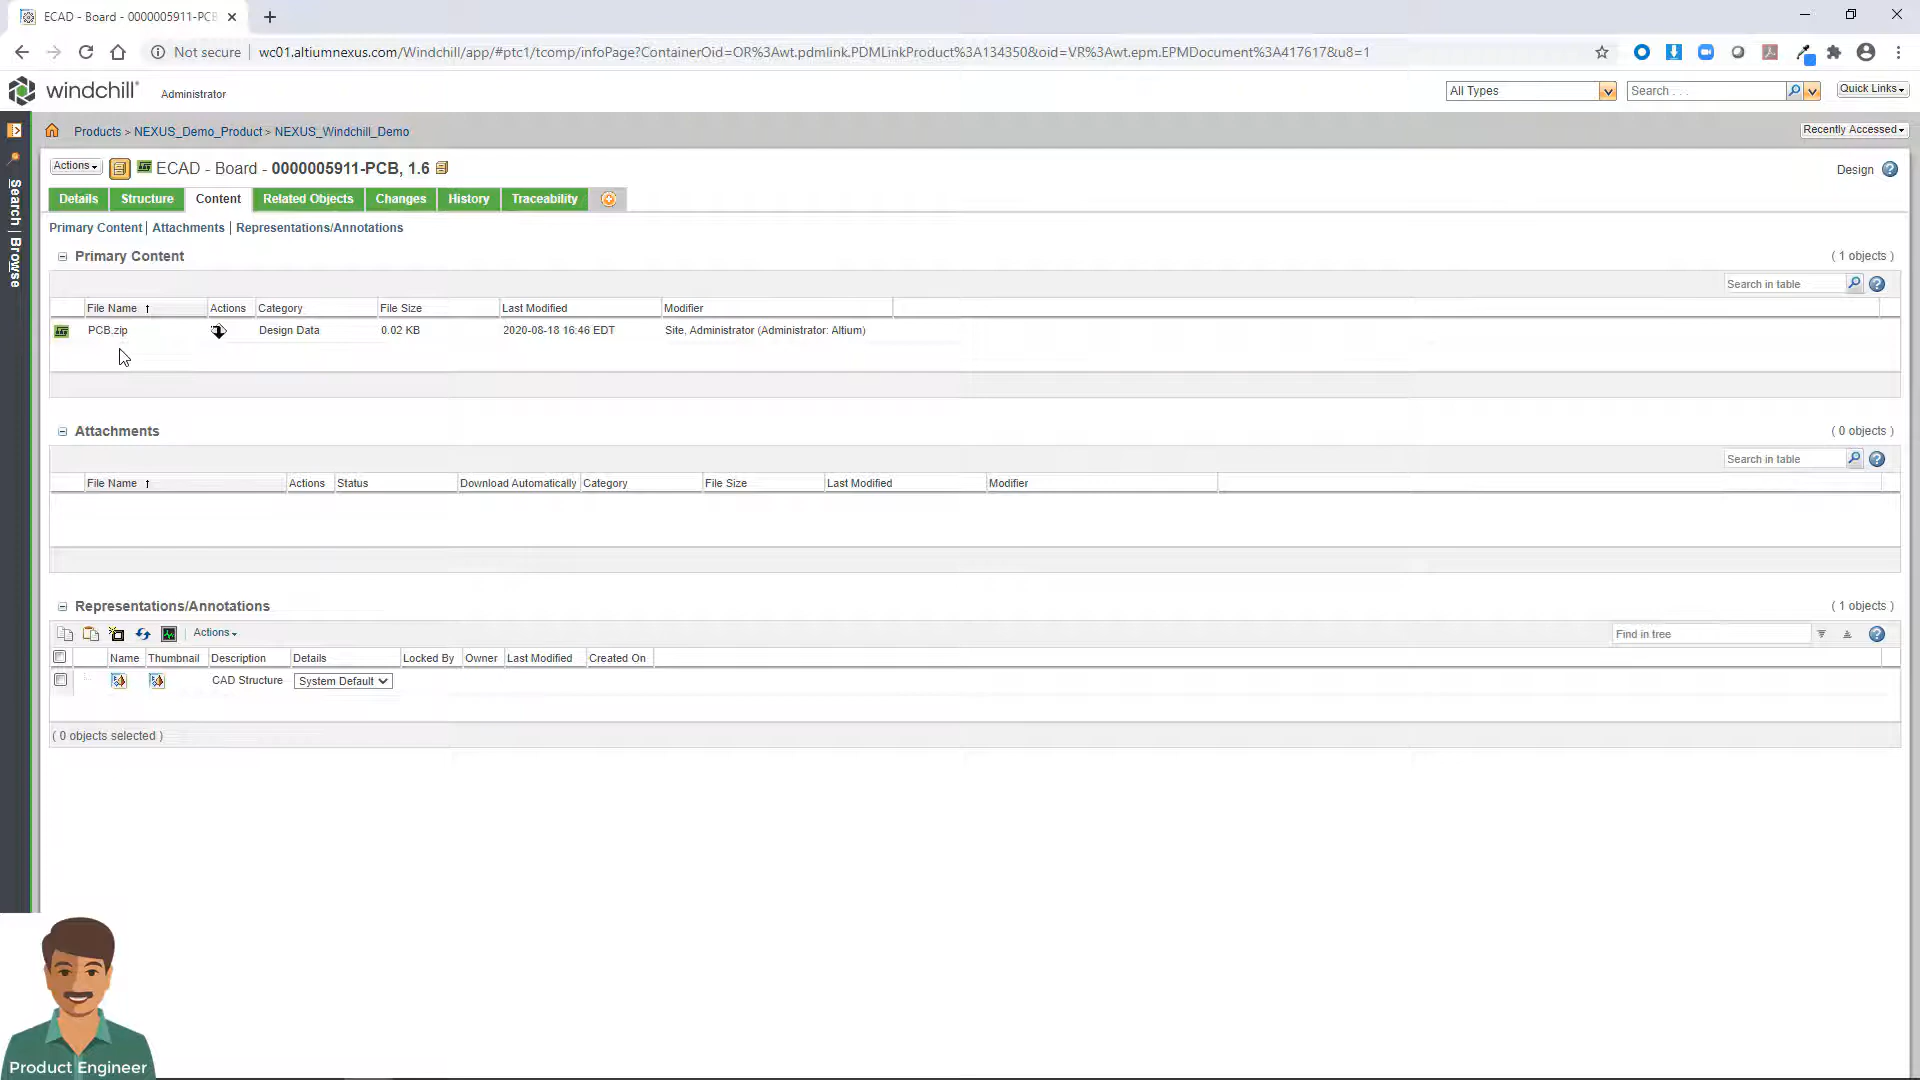 ECAD - Board - 0000005911-PCB
Not secure
wc01.altiumnexus.com/Windchill/app/#ptc1/tcomp/infoPage?ContainerOid=OR%3Awt.pdmlink.PDMLinkProduct%3A134350&oid=VR%3Awt.epm.EPMDocument%3A417617&u8=1
windchill Administrator All Types Search . . . Quick Links
Products > NEXUS_Demo_Product > NEXUS_Windchill_Demo Recently Accessed
Actions ECAD - Board - 0000005911-PCB, 1.6 Design
Details Structure Content Related Objects Changes History Traceability
Search | Browse
Primary Content | Attachments | Representations/Annotations
Primary Content ( 1 objects )
Search in table
File Name Actions Category File Size Last Modified Modifier
PCB.zip Design Data 0.02 KB 2020-08-18 16:46 EDT Site, Administrator (Administrator: Altium)
Attachments ( 0 objects )
Search in table
File Name Actions Status Download Automatically Category File Size Last Modified Modifier
Representations/Annotations ( 1 objects )
Actions Find in tree
Name Thumbnail Description Details Locked By Owner Last Modified Created On
CAD Structure System Default
( 0 objects selected )
Product Engineer